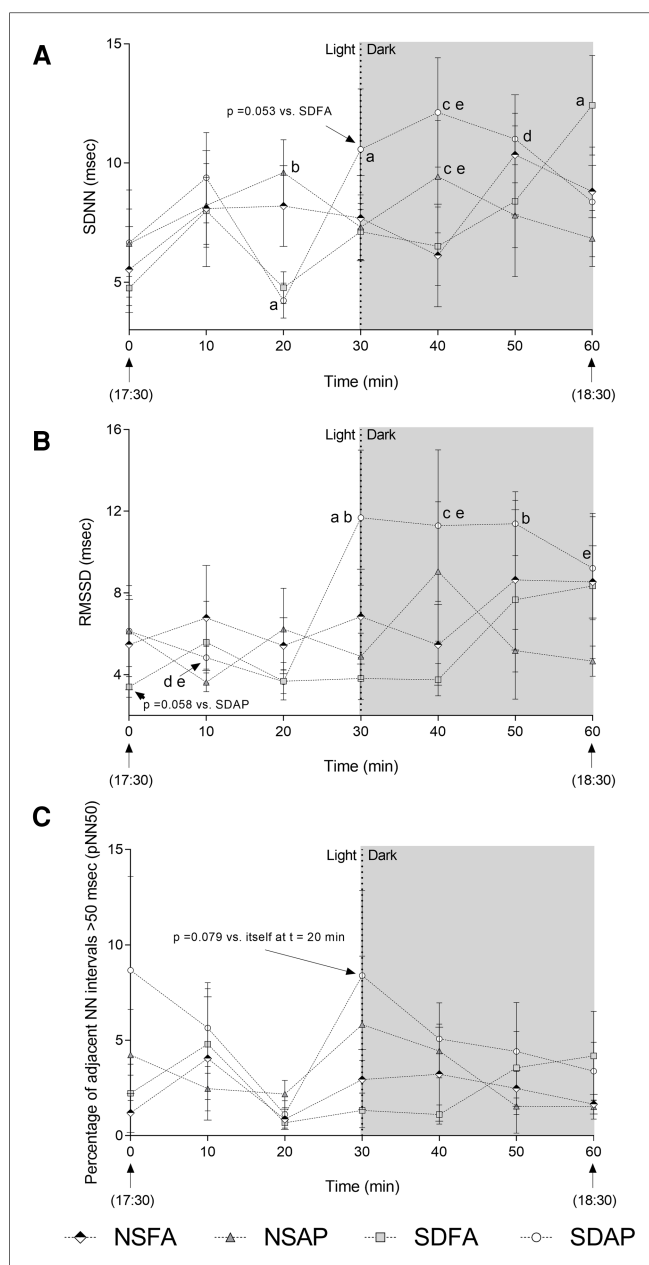 A
15
10
5
SDNN (msec)
Light Dark
p =0.053 vs. SDFA
a
b
a
c e
c e
d
a
0 10 20 30 40 50 60
Time (min)
(17:30) (18:30)
B
16
12
8
4
RMSSD (msec)
Light Dark
a b
c e
b
e
d e
p =0.058 vs. SDAP
0 10 20 30 40 50 60
Time (min)
(17:30) (18:30)
C
15
10
5
0
Percentage of adjacent NN intervals >50 msec (pNN50)
Light Dark
p =0.079 vs. itself at t = 20 min
0 10 20 30 40 50 60
Time (min)
(17:30) (18:30)
NSFA NSAP SDFA SDAP